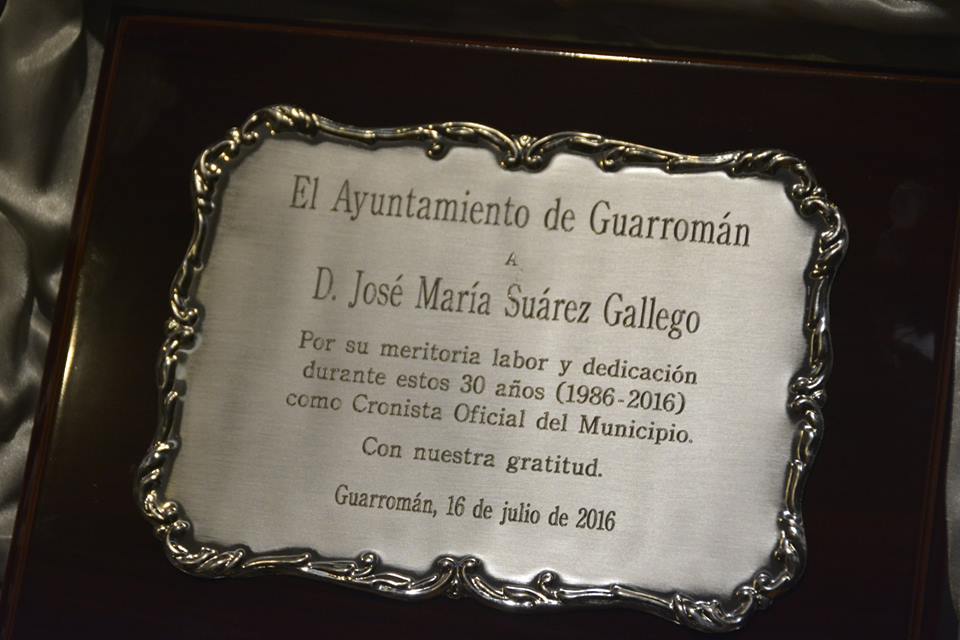 El Ayuntamiento de Guarromán
A
D. José María Suárez Gallego
Por su meritoria labor y dedicación
durante estos 30 años (1986-2016)
como Cronista Oficial del Municipio.
Con nuestra gratitud.
Guarromán, 16 de julio de 2016